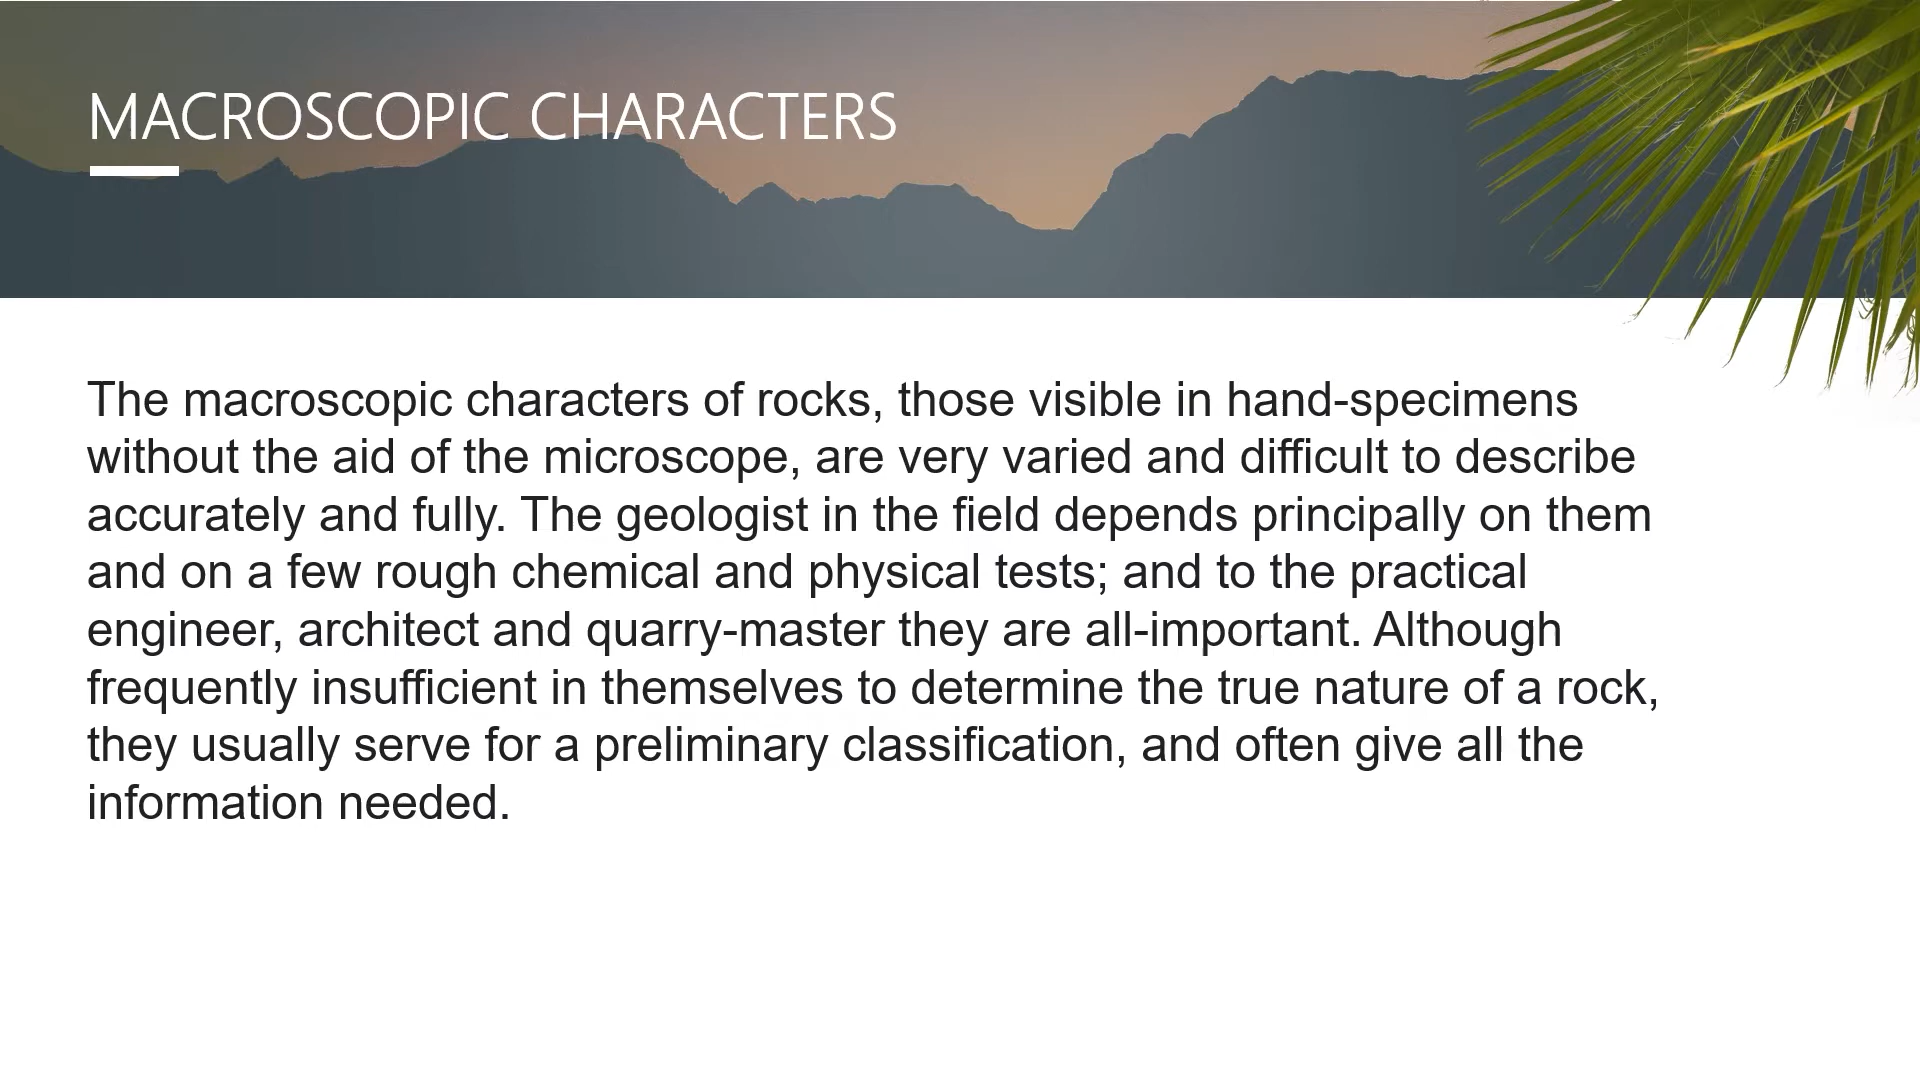 MACROSCOPIC CHARACTERS
The macroscopic characters of rocks, those visible in hand-specimens
without the aid of the microscope, are very varied and difficult to describe
accurately and fully. The geologist in the field depends principally on them
and on a few rough chemical and physical tests; and to the practical
engineer, architect and quarry-master they are all-important. Although
frequently insufficient in themselves to determine the true nature of a rock,
they usually serve for a preliminary classification, and often give all the
information needed.